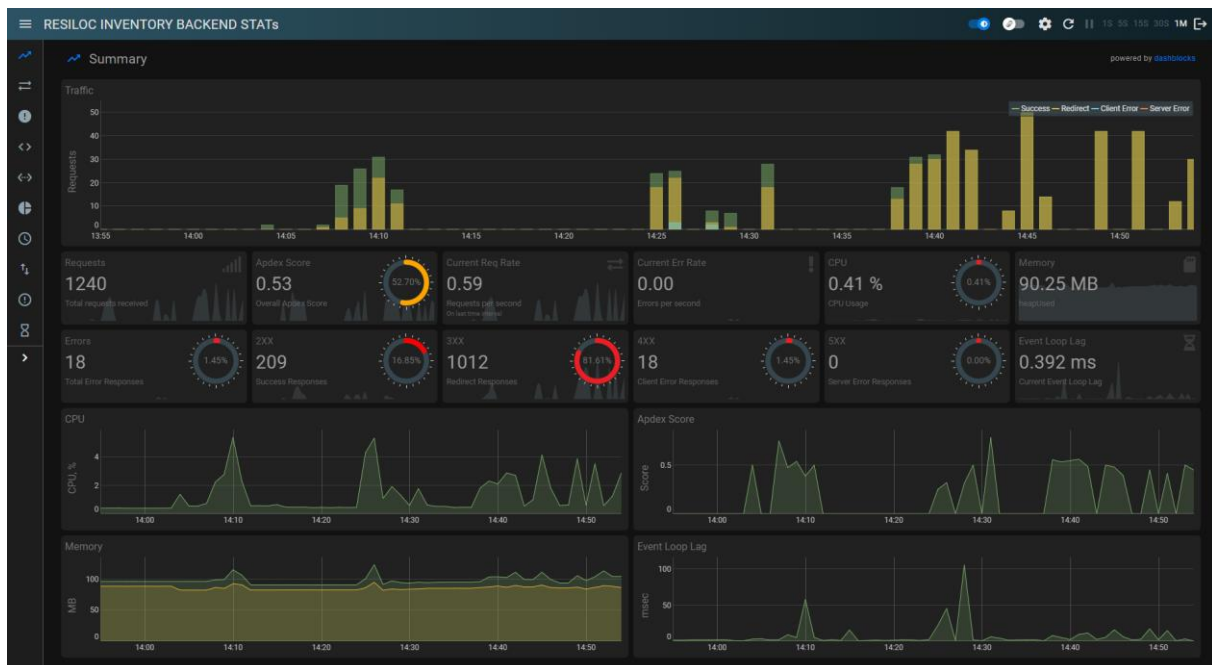 RESILOC INVENTORY BACKEND STATs
1S 5S 15S 30S 1M
Summary
powered by dashblocks
Traffic
Success Redirect Client Error Server Error
Requests
50
40
30
20
10
0
13:55 14:00 14:05 14:10 14:15 14:20 14:25 14:30 14:35 14:40 14:45 14:50
Requests
1240
Total requests received
Apdex Score
0.53
Overall Apdex Score
52.70%
Current Req Rate
0.59
Requests per second
On last time interval
Current Err Rate
0.00
Errors per second
CPU
0.41 %
CPU Usage
0.41%
Memory
90.25 MB
heapUsed
Errors
18
Total Error Responses
1.45%
2XX
209
Success Responses
16.85%
3XX
1012
Redirect Responses
81.61%
4XX
18
Client Error Responses
1.45%
5XX
0
Server Error Responses
0.00%
Event Loop Lag
0.392 ms
Current Event Loop Lag
CPU
CPU, %
4
2
0
14:00 14:10 14:20 14:30 14:40 14:50
Apdex Score
Score
0.5
0
14:00 14:10 14:20 14:30 14:40 14:50
Memory
MB
100
50
0
14:00 14:10 14:20 14:30 14:40 14:50
Event Loop Lag
msec
100
50
0
14:00 14:10 14:20 14:30 14:40 14:50